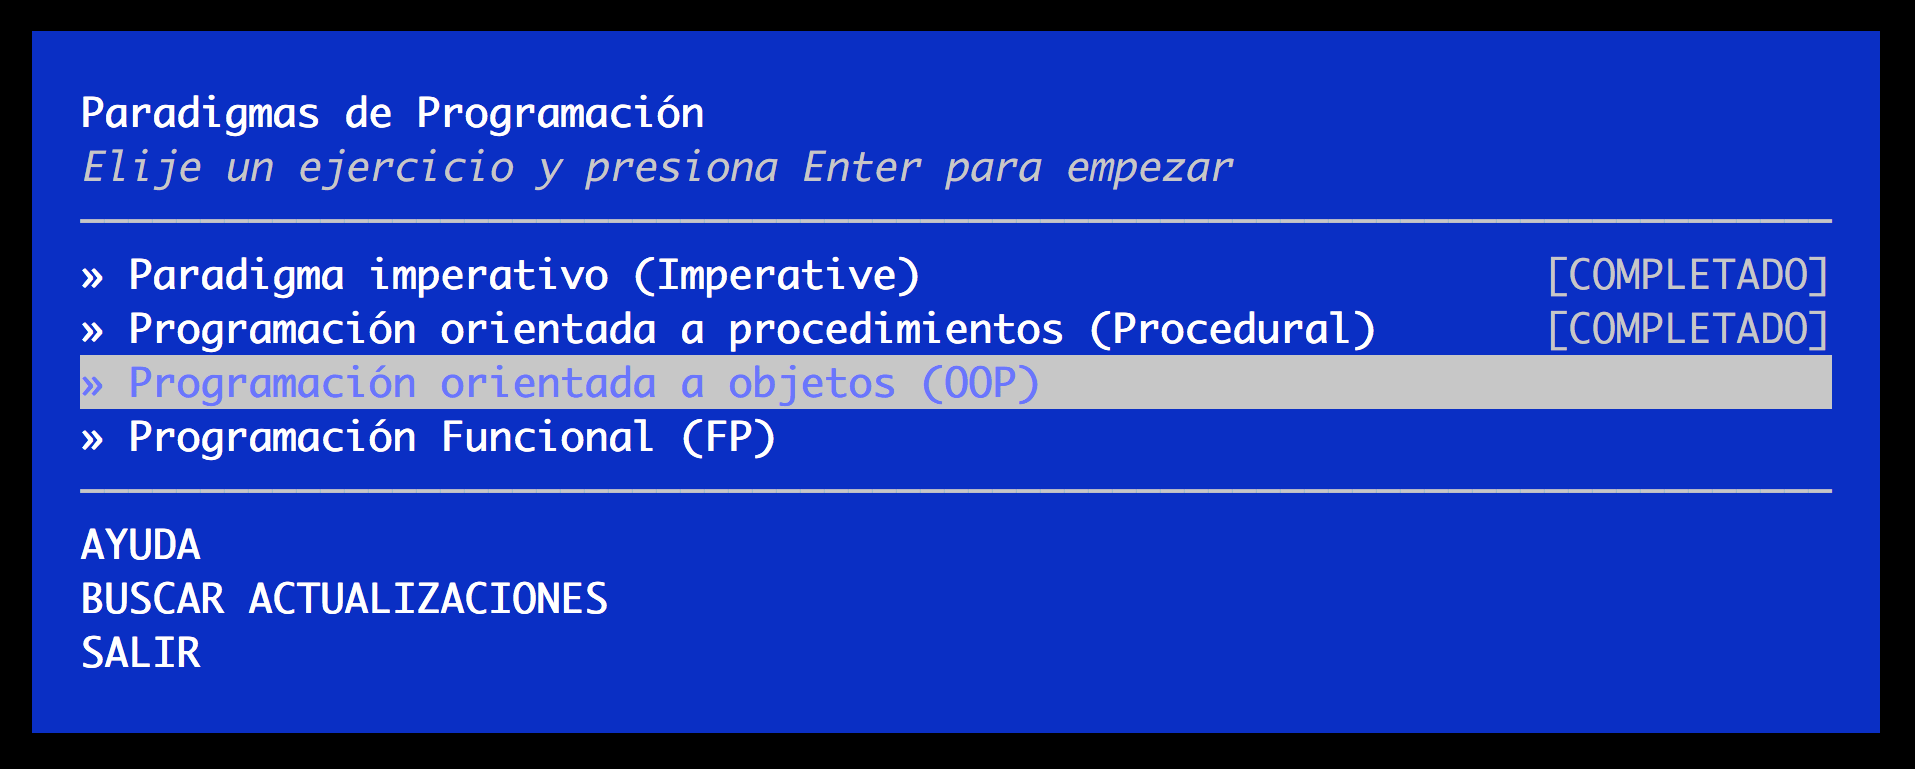 Paradigmas de Programación
Elije un ejercicio y presiona Enter para empezar
» Paradigma imperativo (Imperative) [COMPLETADO]
» Programación orientada a procedimientos (Procedural) [COMPLETADO]
» Programación orientada a objetos (OOP)
» Programación Funcional (FP)
AYUDA
BUSCAR ACTUALIZACIONES
SALIR